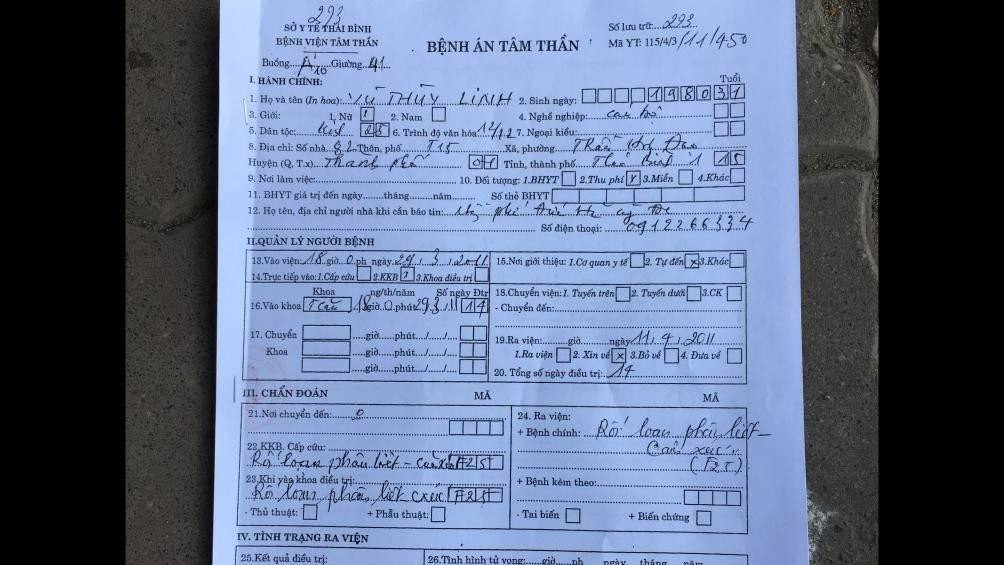 293
SỞ Y TẾ THÁI BÌNH
BỆNH VIỆN TÂM THẦN
Buồng....A10 Giường..41
BỆNH ÁN TÂM THẦN
Số lưu trữ:..293
Mã YT: 115/4/3/11/450
I. HÀNH CHÍNH:
Tuổi
1. Họ và tên (In hoa):..VŨ THÙY LINH 2. Sinh ngày: 1980 31
3. Giới: 1. Nữ 1 2. Nam 4. Nghề nghiệp:
5. Dân tộc: Kinh 25 6. Trình độ văn hóa 12/12 7. Ngoại kiều:
8. Địa chỉ: Số nhà 82 Thôn, phố T15 Xã, phường: Trần Hưng Đạo
Huyện (Q, T.x) Thành phố 01 Tỉnh, thành phố Thái Bình 1 15
9. Nơi làm việc: 10. Đối tượng: 1.BHYT 2.Thu phí 3.Miễn 4.Khác
11. BHYT giá trị đến ngày......tháng......năm...... Số thẻ BHYT
12. Họ tên, địa chỉ người nhà khi cần báo tin:
Số điện thoại: 0912266334
II.QUẢN LÝ NGƯỜI BỆNH
13.Vào viện: 18 giờ 0 ph ngày 29. 3. 2011
14.Trực tiếp vào: 1.Cấp cứu 2.KKB 3.Khoa điều trị
15.Nơi giới thiệu: 1.Cơ quan y tế 2. Tự đến x 3.Khác
Khoa ng/th/năm Số ngày Đtr
16.Vào khoa 18 giờ 0 phút 29/3/11 14
17. Chuyển ......giờ......phút..../..../....
Khoa ......giờ......phút..../..../....
......giờ......phút..../..../....
18.Chuyển viện: 1. Tuyến trên 2. Tuyến dưới 3.CK
- Chuyển đến:
19.Ra viện:......giờ......ngày 11. 4. 2011
1.Ra viện 2. Xin về x 3.Bỏ về 4. Đưa về
20. Tổng số ngày điều trị: 14
III. CHẨN ĐOÁN MÃ MÃ
21.Nơi chuyển đến: 0
22.KKB. Cấp cứu:
Rối loạn phân liệt - cảm xúc F25
23.Khi vào khoa điều trị:
Rối loạn phân liệt cxúc F25
- Thủ thuật: + Phẫu thuật:
24. Ra viện:
+ Bệnh chính: Rối loạn phân liệt -
Cảm xúc
+ Bệnh kèm theo:
- Tai biến + Biến chứng
IV. TÌNH TRẠNG RA VIỆN
25.Kết quả điều trị: 26.Tình hình tử vong:....giờ....ph ngày tháng năm